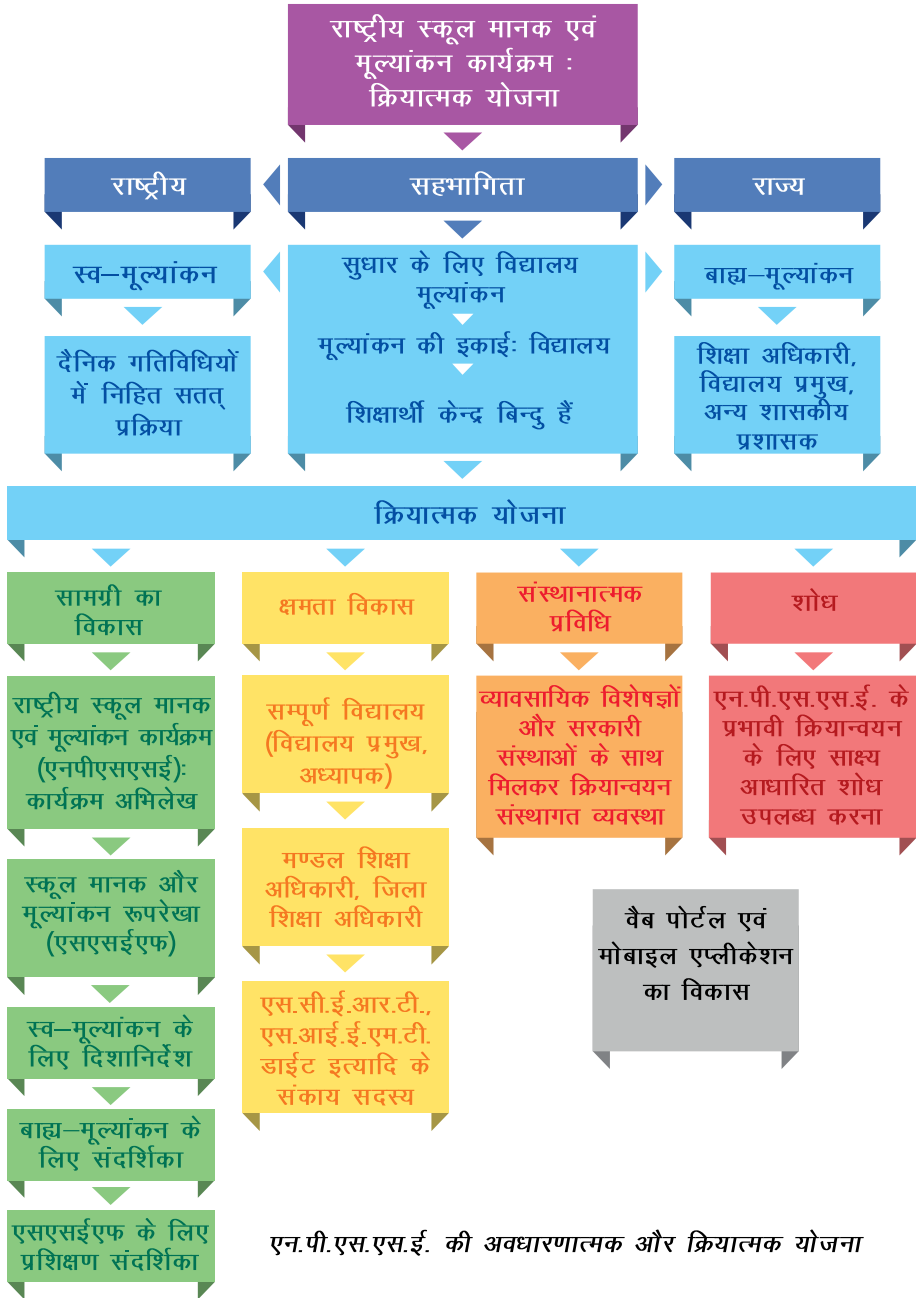 राष्ट्रीय स्कूल मानक एवं
मूल्यांकन कार्यक्रम :
क्रियात्मक योजना
राष्ट्रीय
सहभागिता
राज्य
स्व–मूल्यांकन
सुधार के लिए विद्यालय
मूल्यांकन
मूल्यांकन की इकाईः विद्यालय
शिक्षार्थी केन्द्र बिन्दु हैं
बाह्य–मूल्यांकन
दैनिक गतिविधियों
में निहित सतत्
प्रक्रिया
शिक्षा अधिकारी,
विद्यालय प्रमुख,
अन्य शासकीय
प्रशासक
क्रियात्मक योजना
सामग्री का
विकास
राष्ट्रीय स्कूल मानक
एवं मूल्यांकन कार्यक्रम
(एनपीएसएसई)ः
कार्यक्रम अभिलेख
स्कूल मानक और
मूल्यांकन रूपरेखा
(एसएसईएफ)
स्व–मूल्यांकन के
लिए दिशानिर्देश
बाह्य–मूल्यांकन के
लिए संदर्शिका
एसएसईएफ के लिए
प्रशिक्षण संदर्शिका
क्षमता विकास
सम्पूर्ण विद्यालय
(विद्यालय प्रमुख,
अध्यापक)
मण्डल शिक्षा
अधिकारी, जिला
शिक्षा अधिकारी
एस.सी.ई.आर.टी.,
एस.आई.ई.एम.टी.
डाईट इत्यादि के
संकाय सदस्य
संस्थानात्मक
प्रविधि
व्यावसायिक विशेषज्ञों
और सरकारी
संस्थाओं के साथ
मिलकर क्रियान्वयन
संस्थागत व्यवस्था
शोध
एन.पी.एस.एस.ई. के
प्रभावी क्रियान्वयन
के लिए साक्ष्य
आधारित शोध
उपलब्ध करना
वैब पोर्टल एवं
मोबाइल एप्लीकेशन
का विकास
एन.पी.एस.एस.ई. की अवधारणात्मक और क्रियात्मक योजना